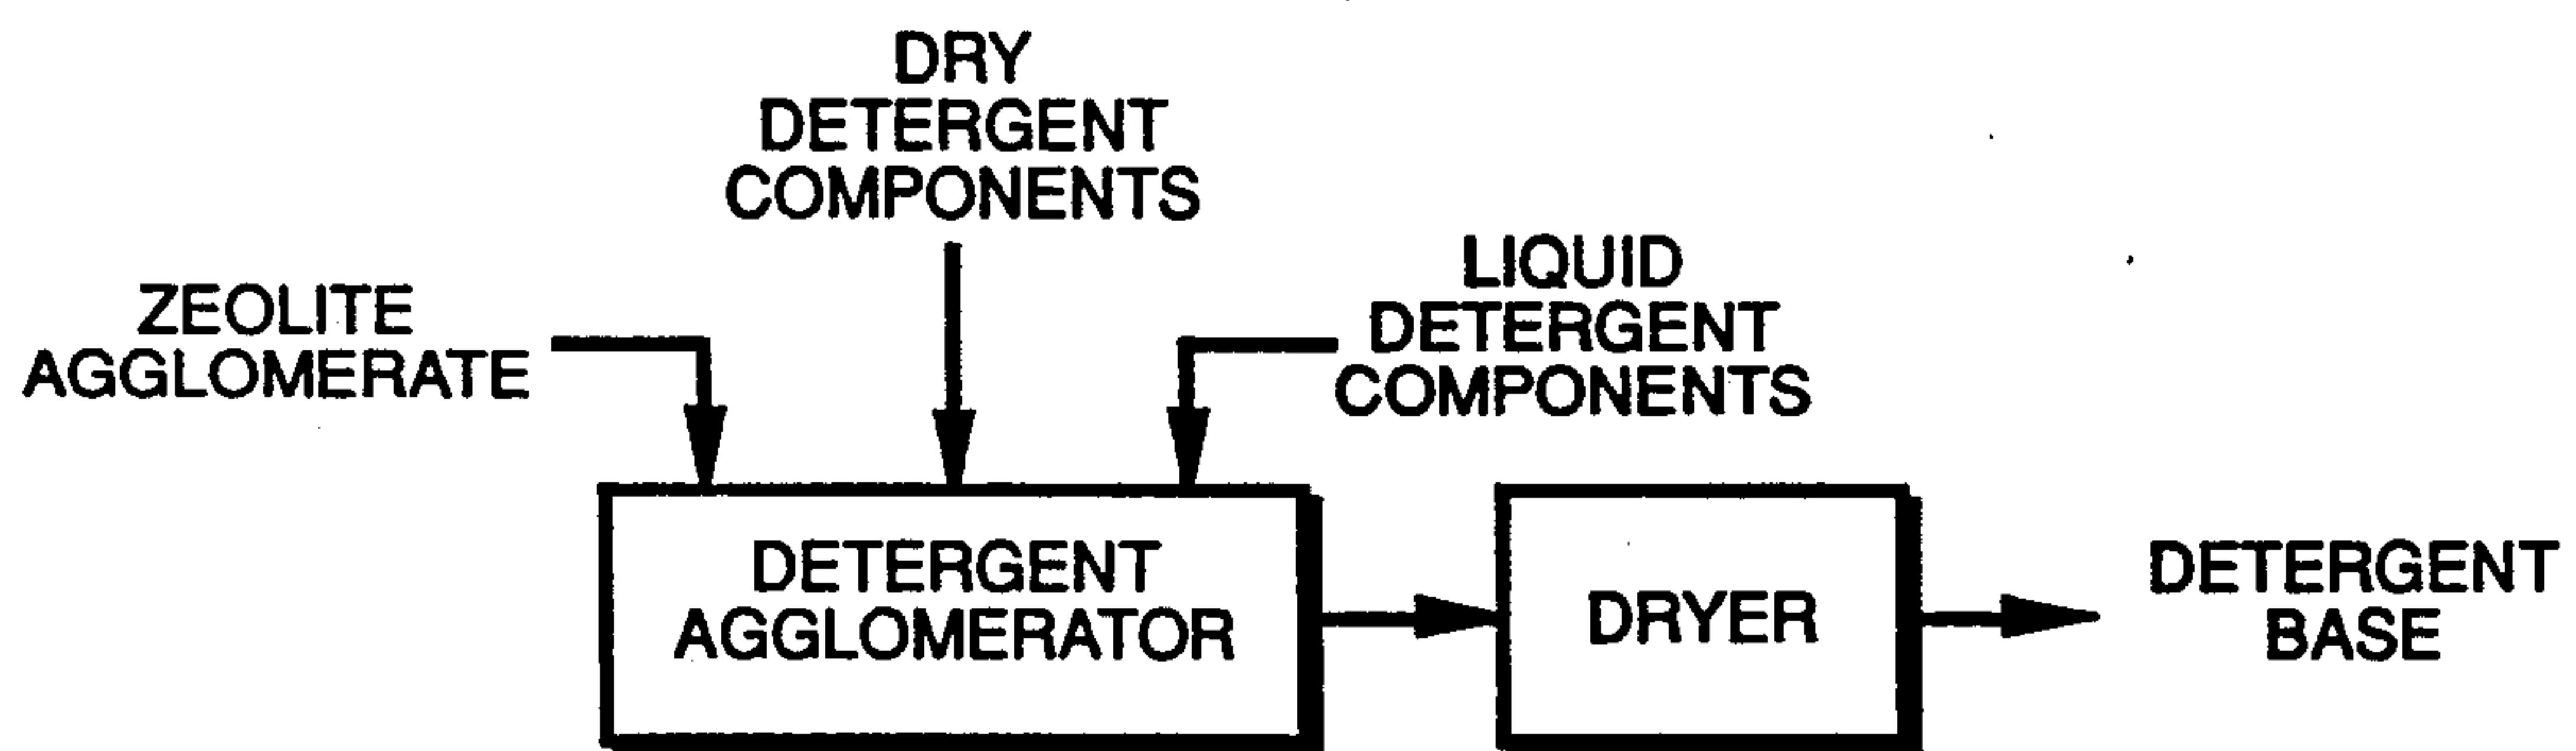 DRY
DETERGENT
COMPONENTS
ZEOLITE
AGGLOMERATE
LIQUID
DETERGENT
COMPONENTS
DETERGENT
AGGLOMERATOR
DRYER
DETERGENT
BASE